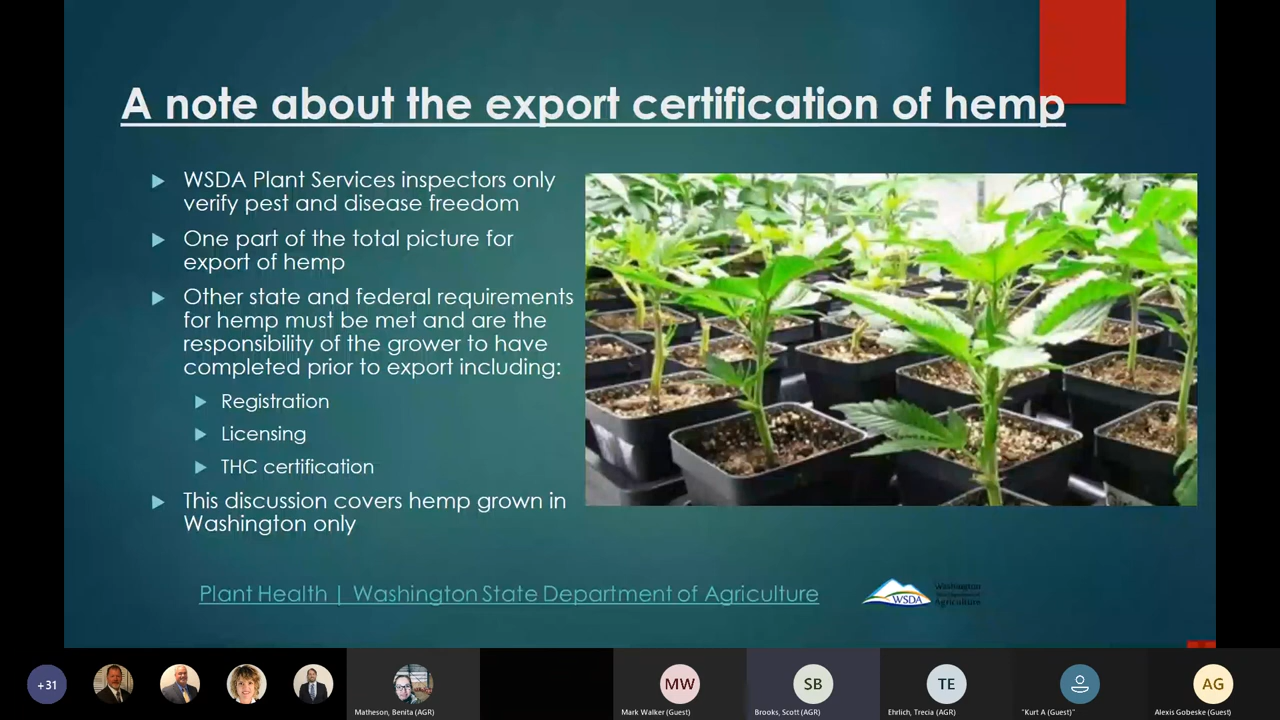 A note about the export certification of hemp
WSDA Plant Services inspectors only
verify pest and disease freedom
One part of the total picture for
export of hemp
Other state and federal requirements
for hemp must be met and are the
responsibility of the grower to have
completed prior to export including:
Registration
Licensing
THC certification
This discussion covers hemp grown in
Washington only
Plant Health | Washington State Department of Agriculture
WSDA
Washington
Agriculture
+31
MW
SB
TE
AG
Matheson, Benita (AGR)
Mark Walker (Guest)
Brooks, Scott (AGR)
Ehrlich, Trecia (AGR)
"Kurt A (Guest)"
Alexis Gobeske (Guest)